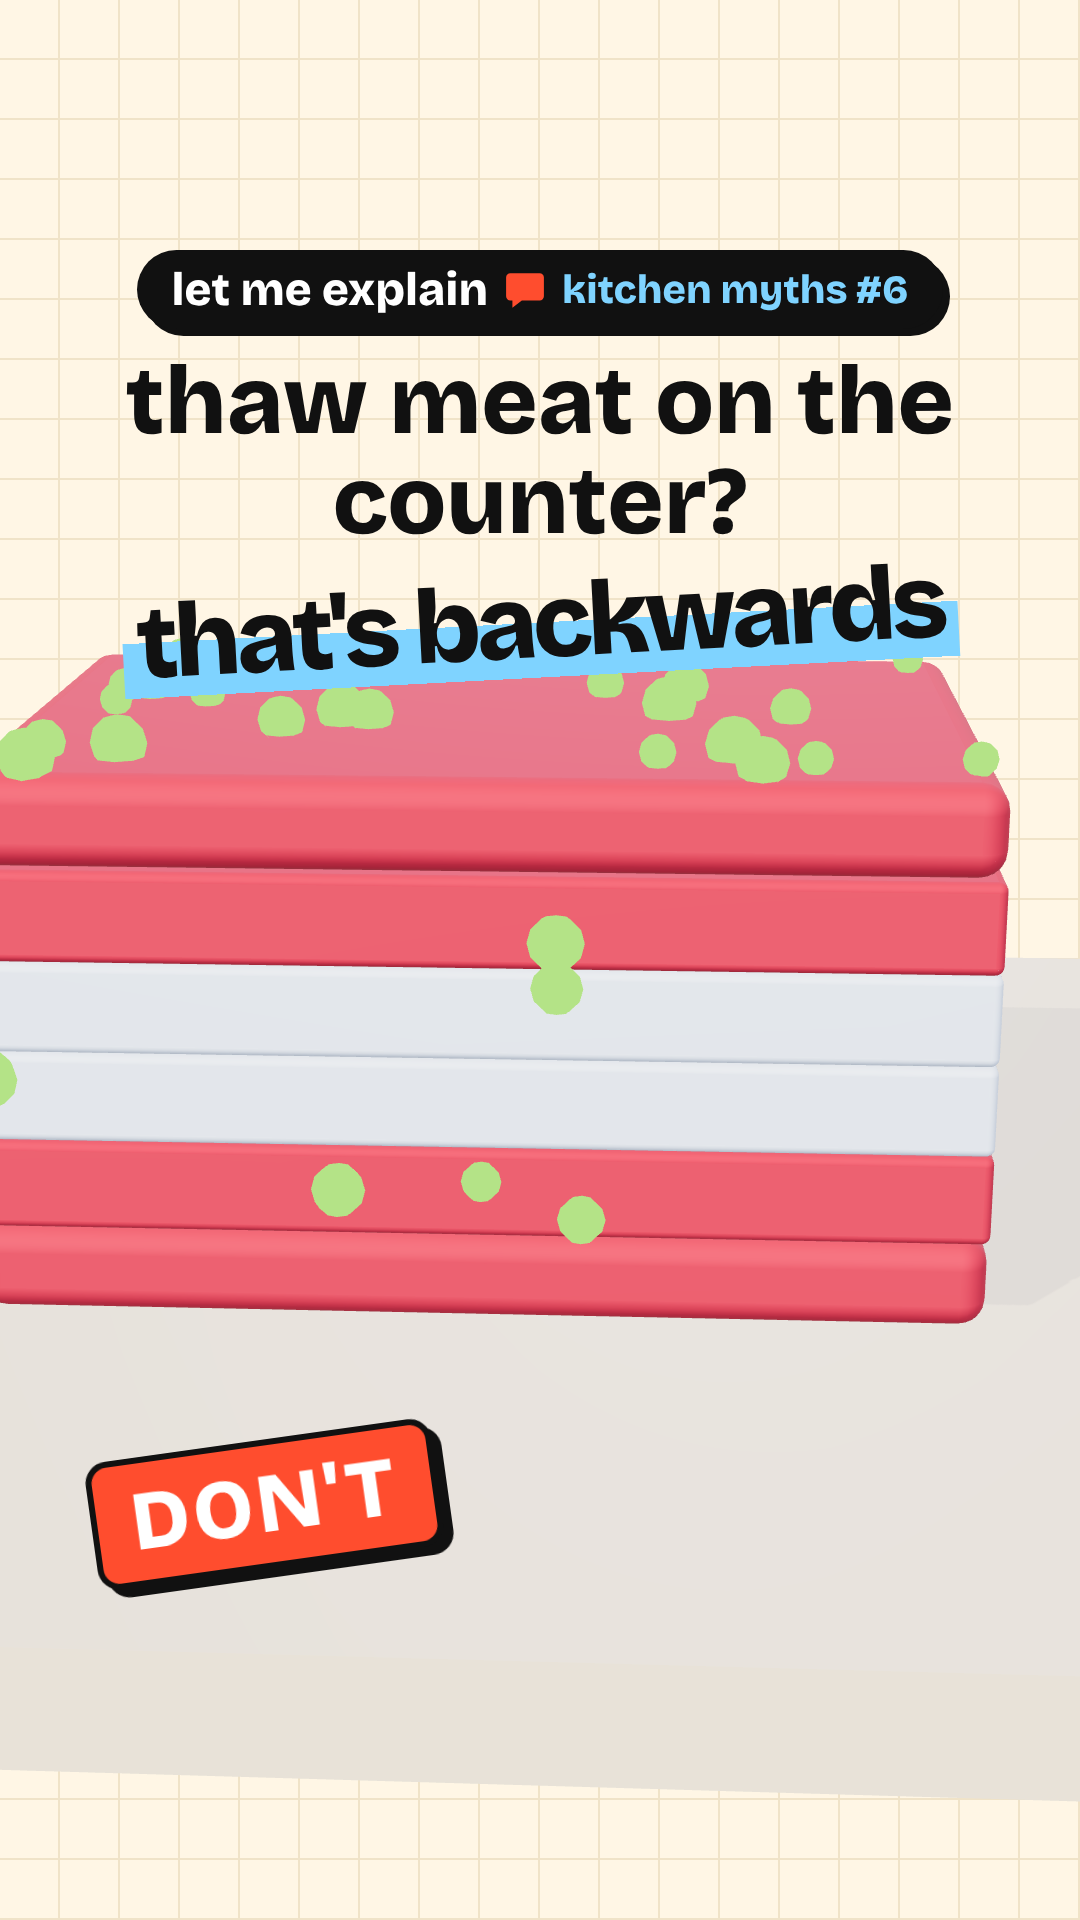 let me explain kitchen myths #6
thaw meat on the
counter?
that's backwards
DON'T